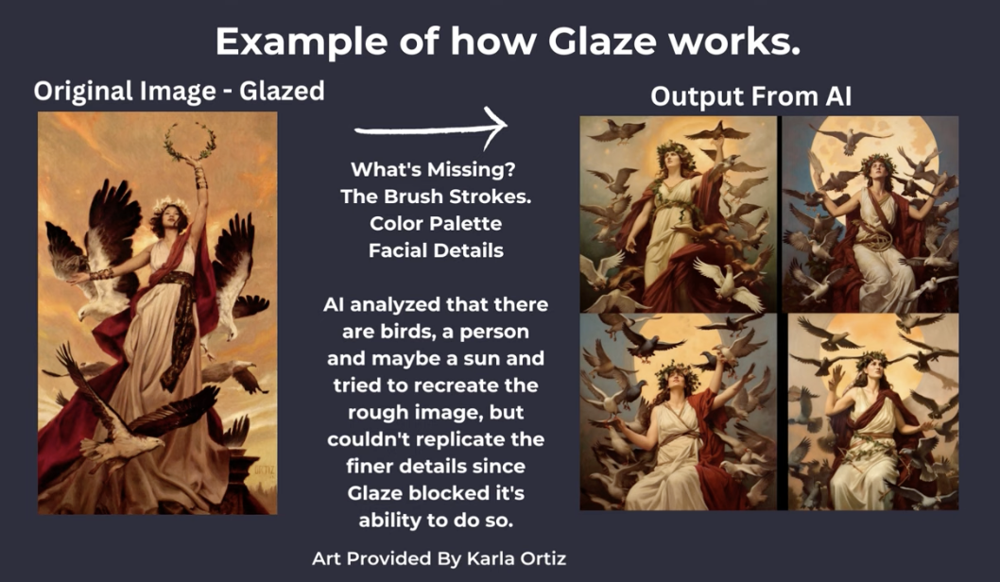 Example of how Glaze works.
Original Image - Glazed
Output From AI
What's Missing?
The Brush Strokes.
Color Palette
Facial Details
AI analyzed that there
are birds, a person
and maybe a sun and
tried to recreate the
rough image, but
couldn't replicate the
finer details since
Glaze blocked it's
ability to do so.
ORTIZ
Art Provided By Karla Ortiz